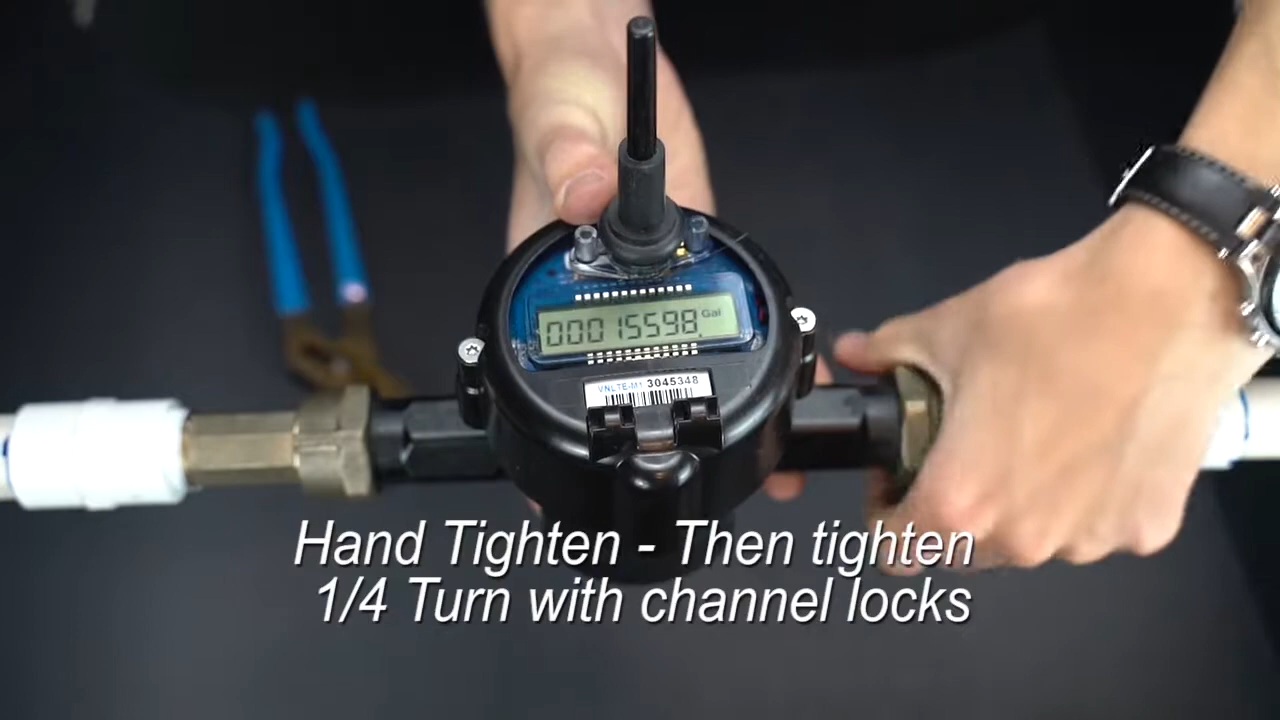 00015598 Gal
VNLTE-M1 3045348
Hand Tighten - Then tighten
1/4 Turn with channel locks